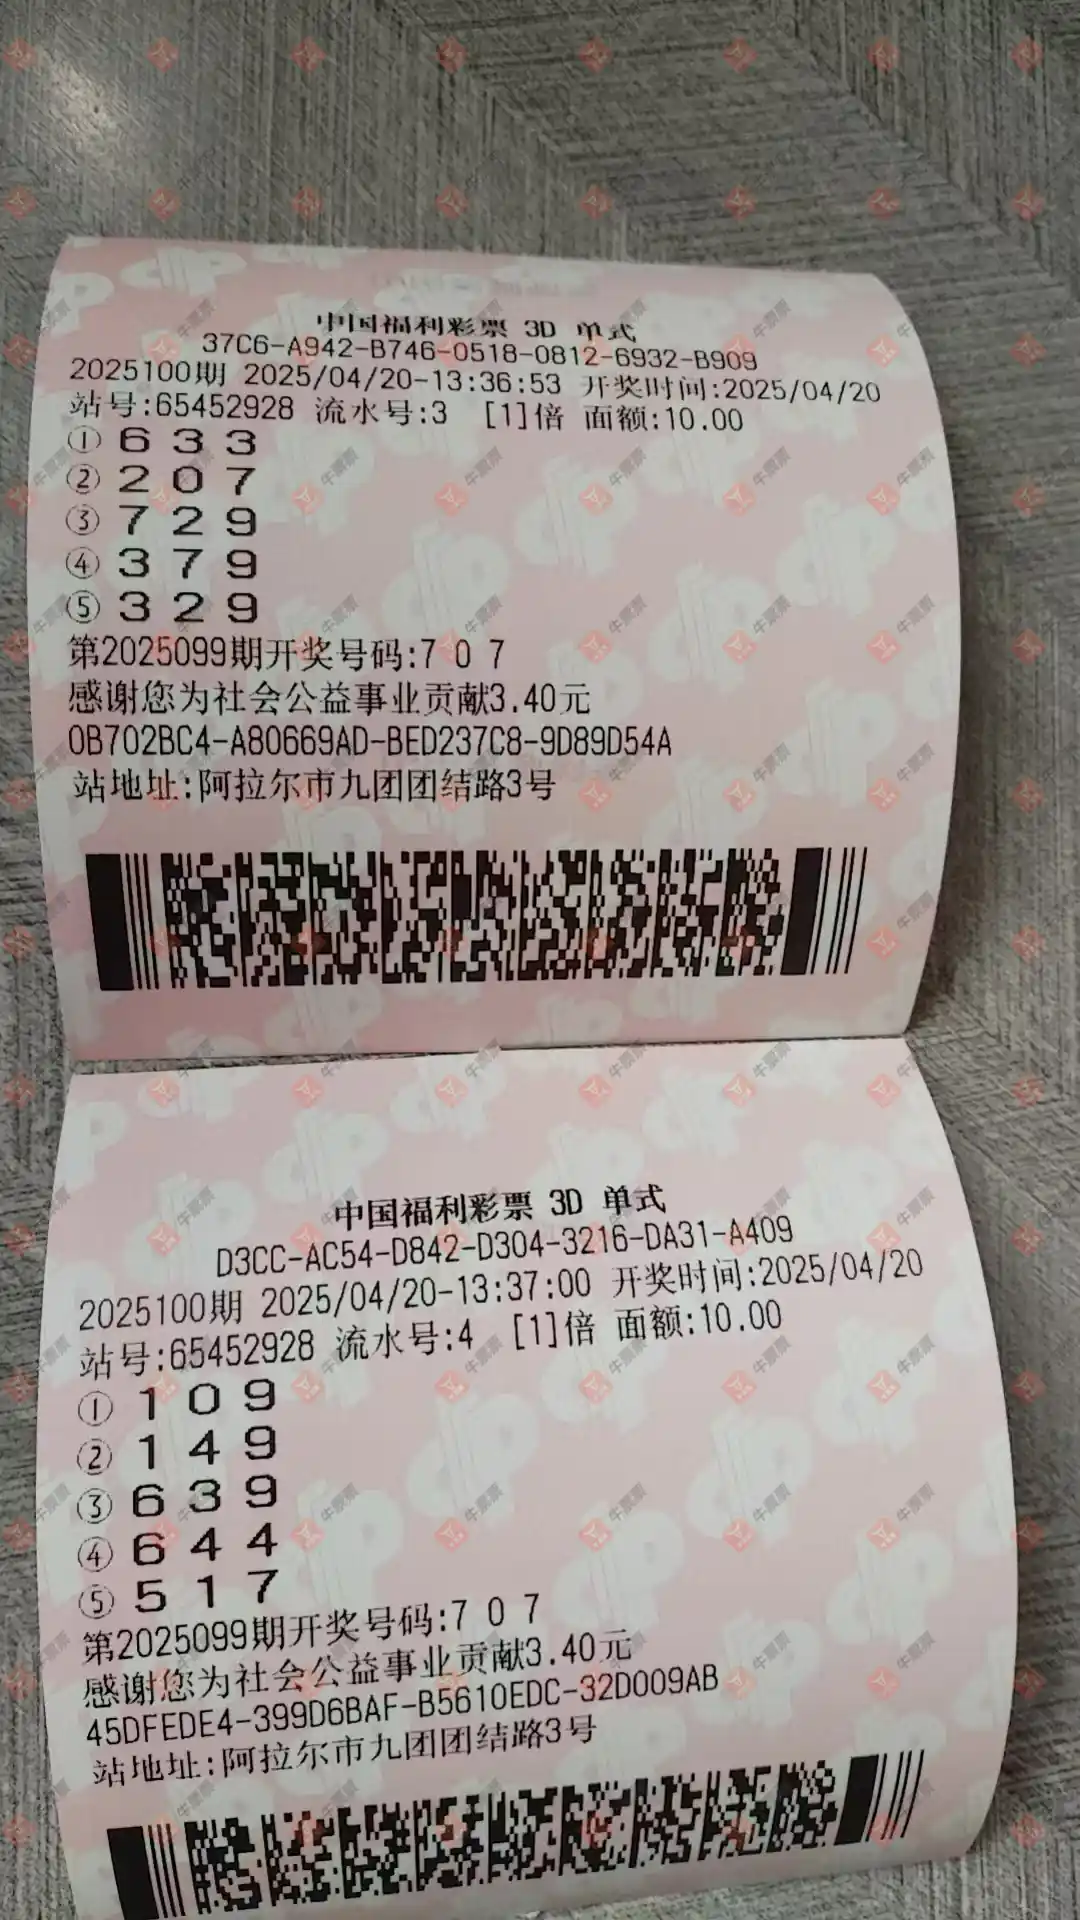 中国福利彩票 3D 单式
37C6-A942-B746-0518-0812-6932-B909
2025100期 2025/04/20-13:36:53 开奖时间:2025/04/20
站号:65452928 流水号:3 [1]倍 面额:10.00
① 6 3 3
② 2 0 7
③ 7 2 9
④ 3 7 9
⑤ 3 2 9
第2025099期开奖号码:7 0 7
感谢您为社会公益事业贡献3.40元
0B702BC4-A80669AD-BED237C8-9D89D54A
站地址:阿拉尔市九团团结路3号
中国福利彩票 3D 单式
D3CC-AC54-D842-D304-3216-DA31-A409
2025100期 2025/04/20-13:37:00 开奖时间:2025/04/20
站号:65452928 流水号:4 [1]倍 面额:10.00
① 1 0 9
② 1 4 9
③ 6 3 9
④ 6 4 4
⑤ 5 1 7
第2025099期开奖号码:7 0 7
感谢您为社会公益事业贡献3.40元
45DFEDE4-399D6BAF-B5610EDC-32D009AB
站地址:阿拉尔市九团团结路3号
牛票票